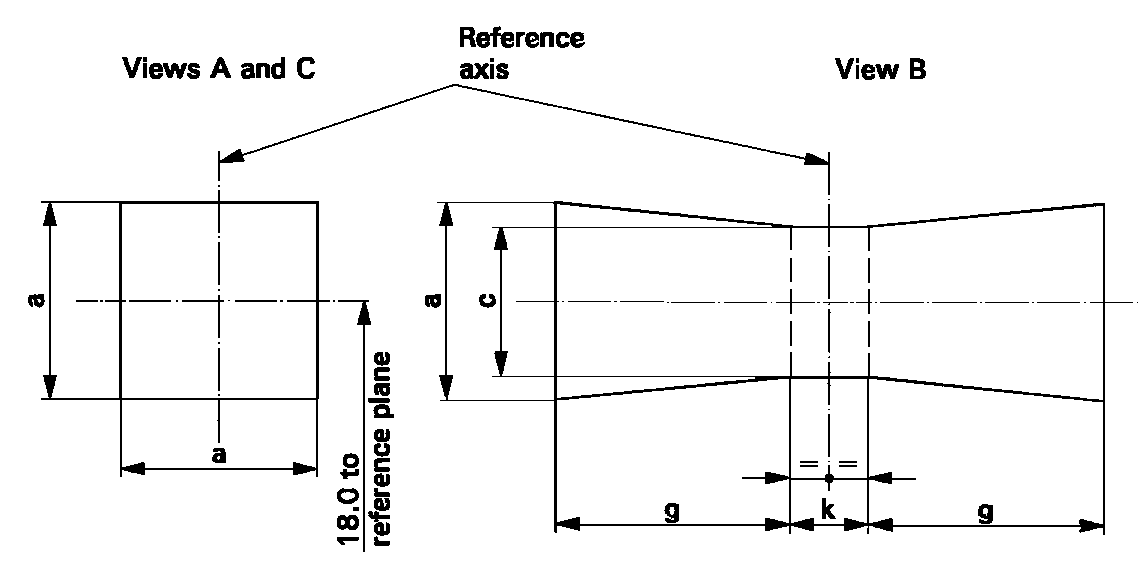 Reference
axis
Views A and C
View B
a
a
18.0 to
reference plane
a
c
= =
g
k
g